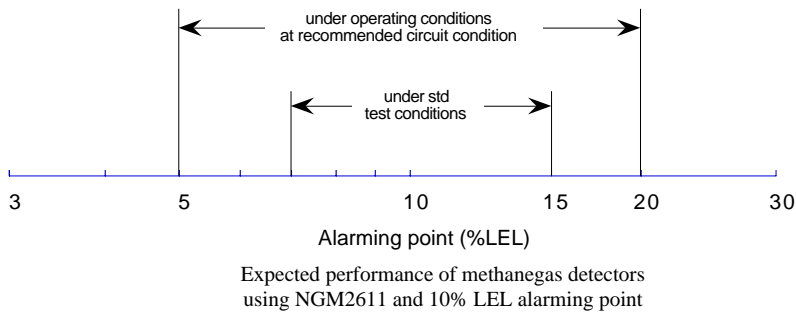 under operating conditions
at recommended circuit condition
under std
test conditions
3 5 10 15 20 30
Alarming point (%LEL)
Expected performance of methanegas detectors
using NGM2611 and 10% LEL alarming point